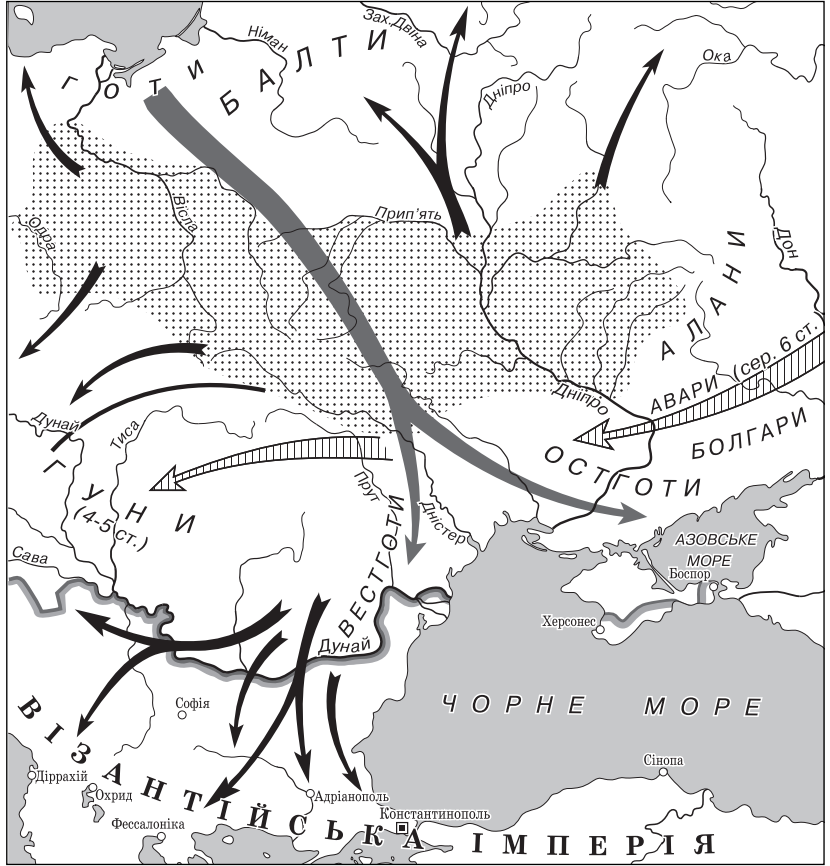 Зах.Двіна
Німан
БАЛТИ
ГОТИ
Ока
Дніпро
Вісла
Прип'ять
Одра
Дон
АЛАНИ
АВАРИ (сер. 6 ст.
Дніпро
БОЛГАРИ
Дунай
Тиса
ОСТГОТИ
ГУНИ
(4-5 ст.)
Прут
Дністер
АЗОВСЬКЕ
МОРЕ
Боспор
Сава
ВЕСТГОТИ
Херсонес
Дунай
ЧОРНЕ МОРЕ
Софія
ВІЗАНТІЙСЬКА ІМПЕРІЯ
Сінопа
Діррахій
Охрид
Адріанополь
Константинополь
Фессалоніка